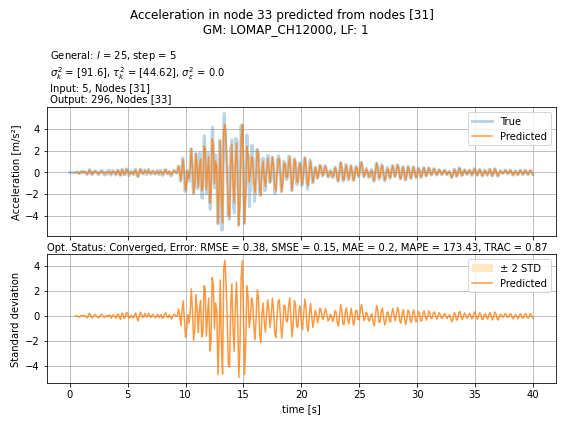 Acceleration in node 33 predicted from nodes [31]
GM: LOMAP_CH12000, LF: 1
General: l = 25, step = 5
σ²ₖ = [91.6], τ²ₖ = [44.62], σ²ε = 0.0
Input: 5, Nodes [31]
Output: 296, Nodes [33]
True
Predicted
Acceleration [m/s²]
4
2
0
−2
−4
Opt. Status: Converged, Error: RMSE = 0.38, SMSE = 0.15, MAE = 0.2, MAPE = 173.43, TRAC = 0.87
± 2 STD
Predicted
Standard deviation
4
2
0
−2
−4
0 5 10 15 20 25 30 35 40
time [s]